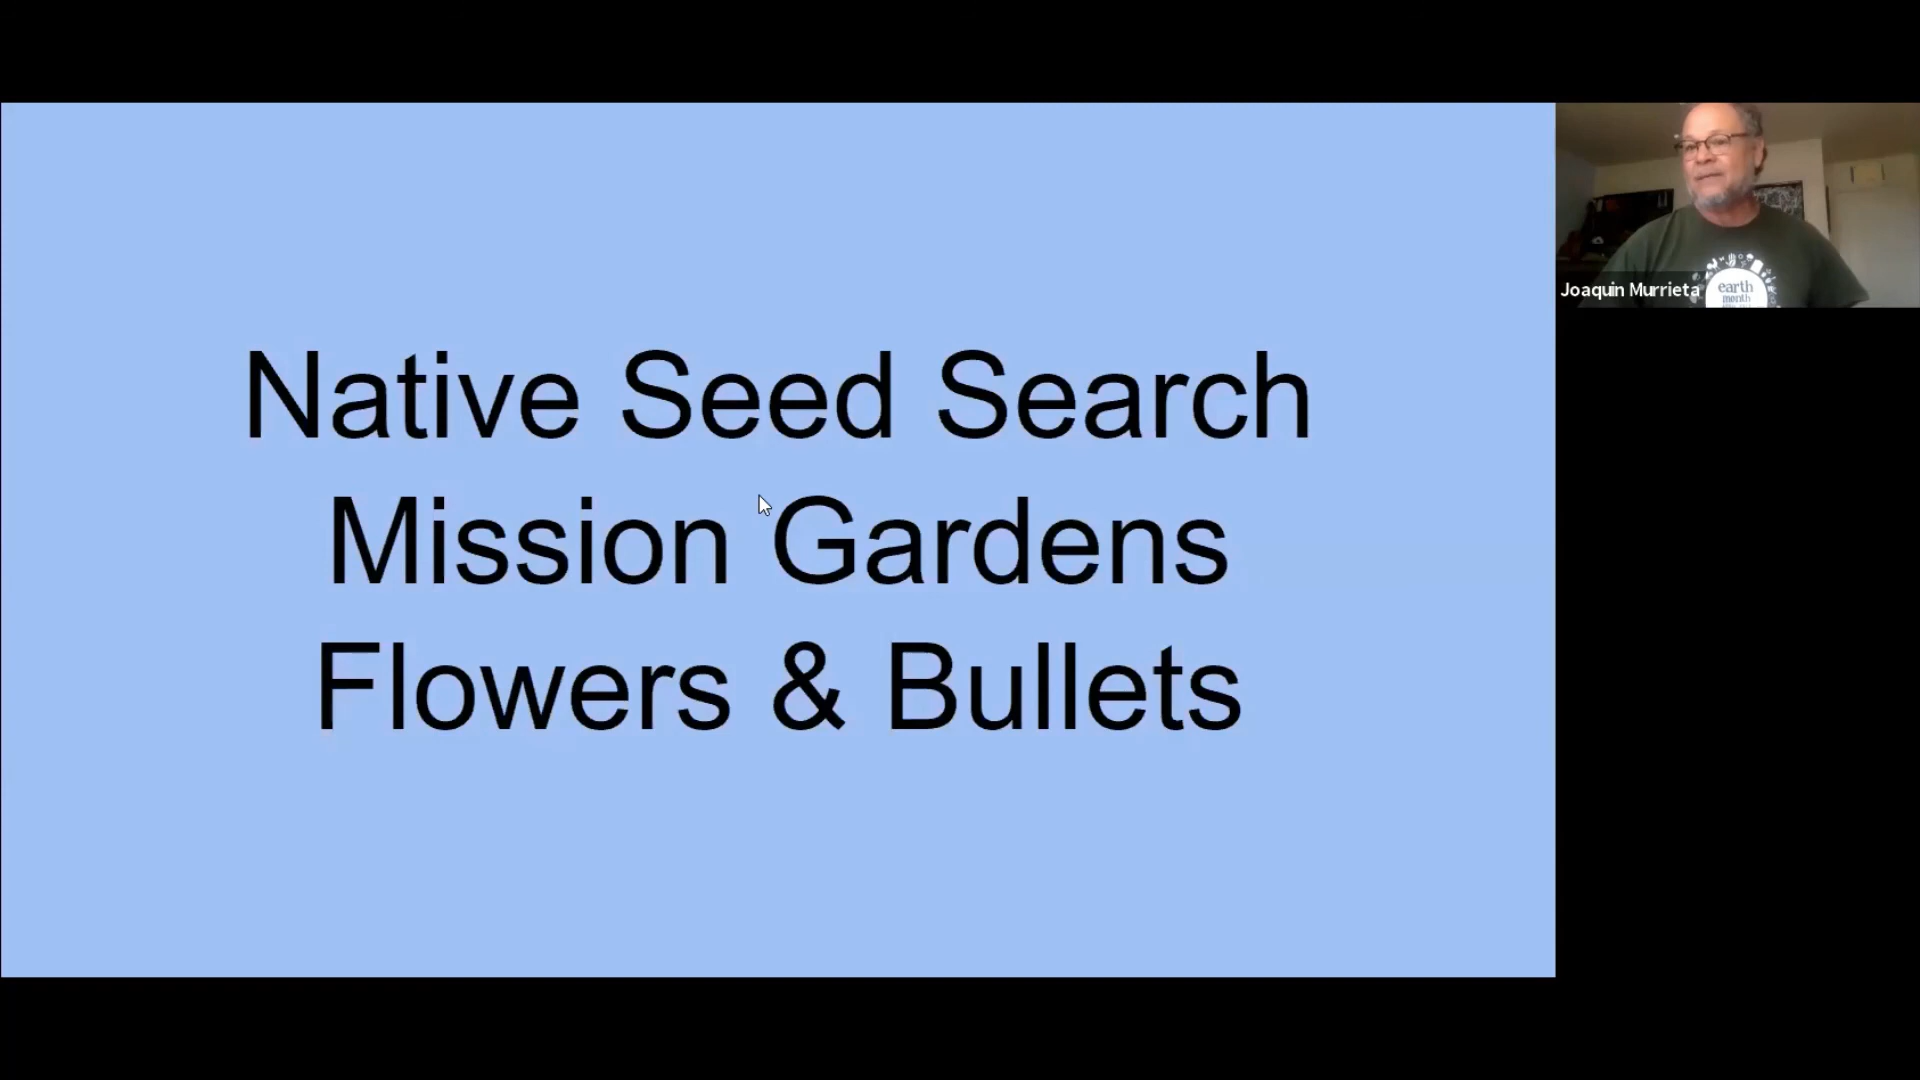 Native Seed Search
Mission Gardens
Flowers & Bullets
Joaquin Murrieta
earth
month